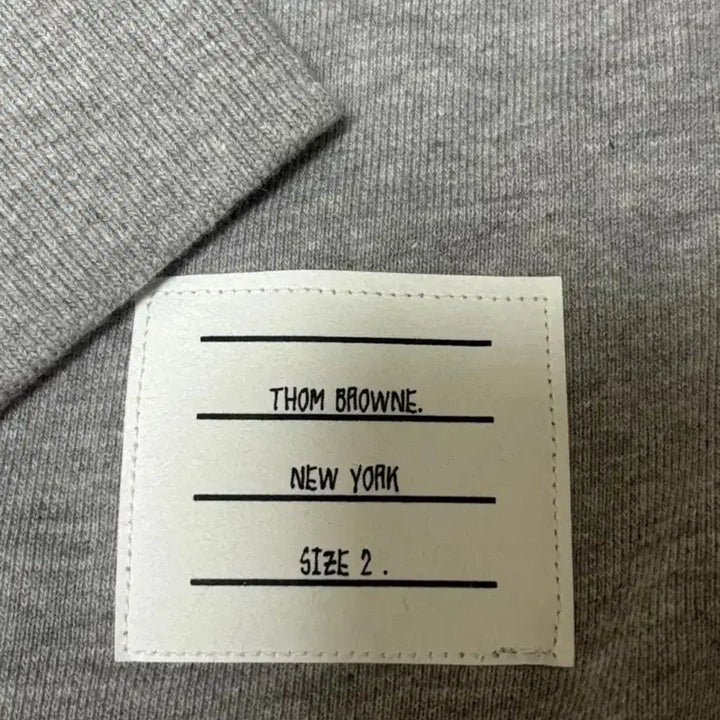 THOM BROWNE.
NEW YORK
SIZE 2 .